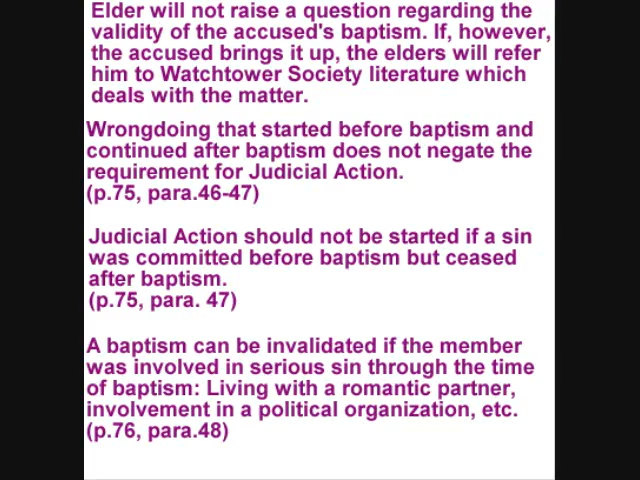 Elder will not raise a question regarding the
validity of the accused's baptism. If, however,
the accused brings it up, the elders will refer
him to Watchtower Society literature which
deals with the matter.
Wrongdoing that started before baptism and
continued after baptism does not negate the
requirement for Judicial Action.
(p.75, para.46-47)
Judicial Action should not be started if a sin
was committed before baptism but ceased
after baptism.
(p.75, para. 47)
A baptism can be invalidated if the member
was involved in serious sin through the time
of baptism: Living with a romantic partner,
involvement in a political organization, etc.
(p.76, para.48)